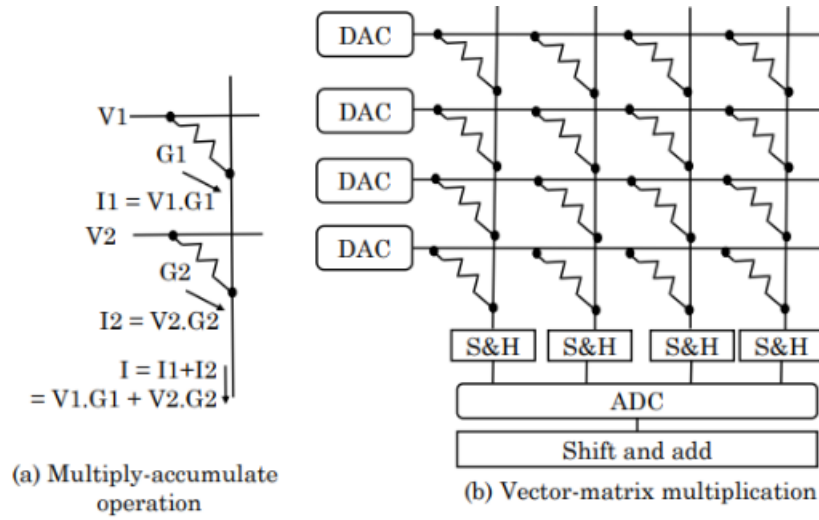 V1
G1
I1 = V1.G1
V2
G2
I2 = V2.G2
I = I1+I2
= V1.G1 + V2.G2
(a) Multiply-accumulate
operation
DAC
DAC
DAC
DAC
S&H S&H S&H S&H
ADC
Shift and add
(b) Vector-matrix multiplication